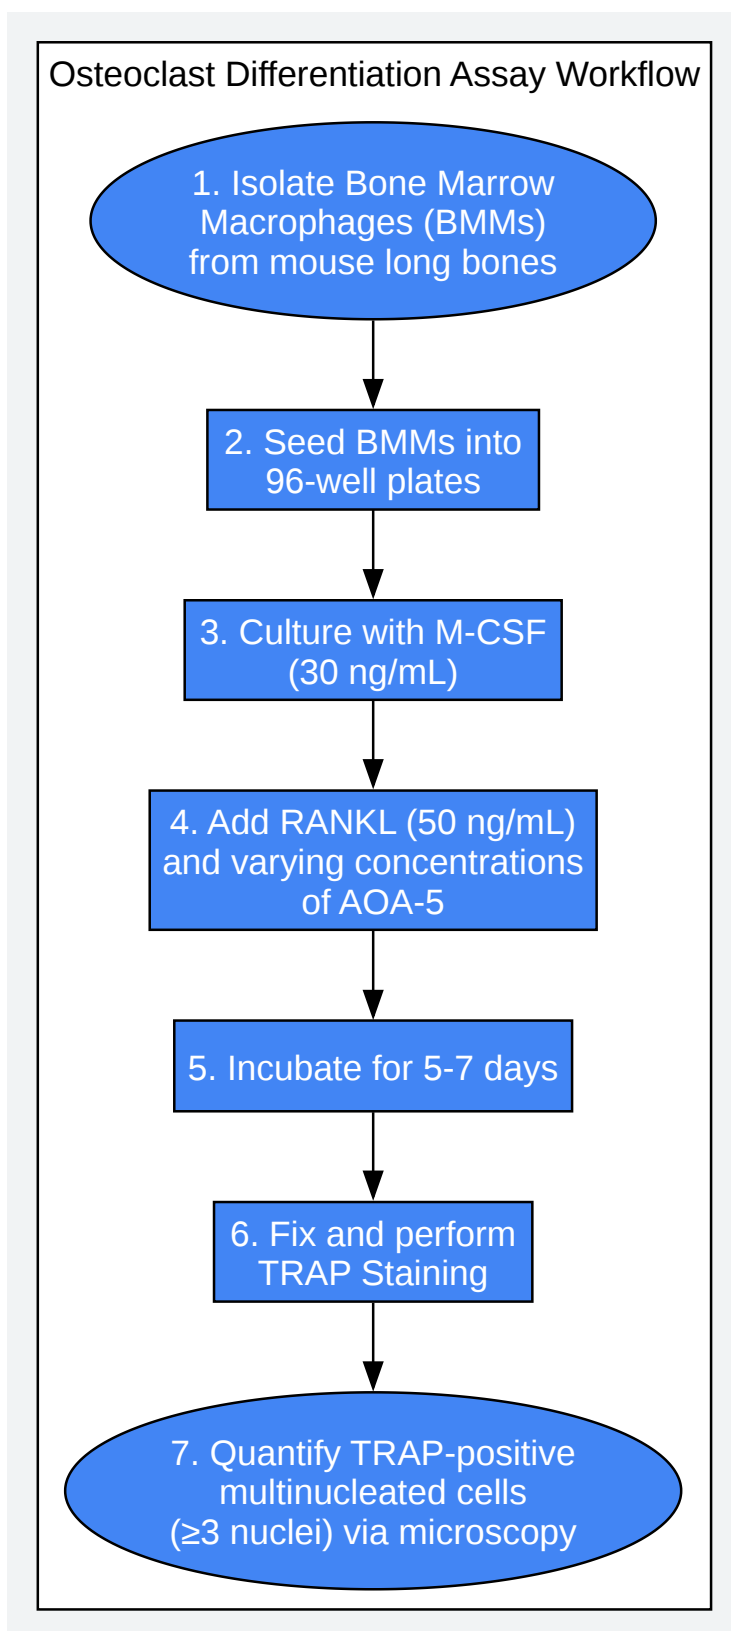 Osteoclast Differentiation Assay Workflow
1. Isolate Bone Marrow
Macrophages (BMMs)
from mouse long bones
2. Seed BMMs into
96-well plates
3. Culture with M-CSF
(30 ng/mL)
4. Add RANKL (50 ng/mL)
and varying concentrations
of AOA-5
5. Incubate for 5-7 days
6. Fix and perform
TRAP Staining
7. Quantify TRAP-positive
multinucleated cells
(≥3 nuclei) via microscopy